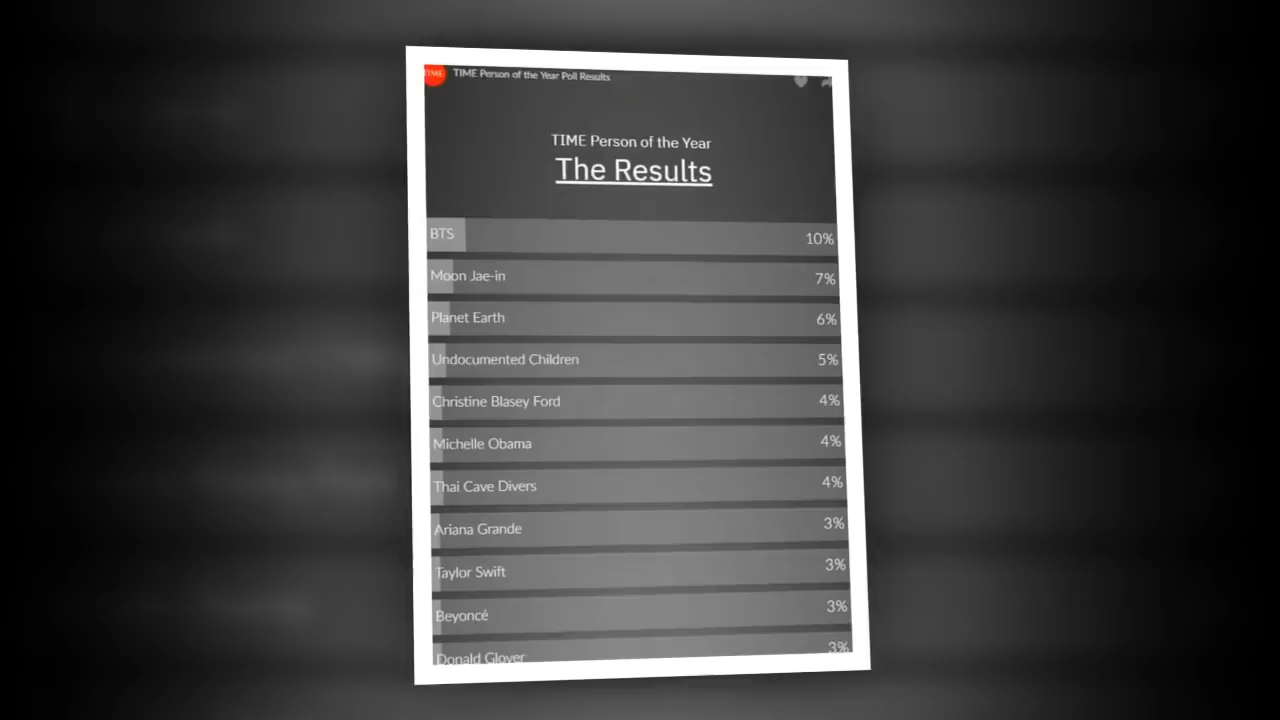 TIME
TIME Person of the Year Poll Results
TIME Person of the Year
The Results
BTS 10%
Moon Jae-in 7%
Planet Earth 6%
Undocumented Children 5%
Christine Blasey Ford 4%
Michelle Obama 4%
Thai Cave Divers 4%
Ariana Grande 3%
Taylor Swift 3%
Beyoncé 3%
Donald Glover 3%